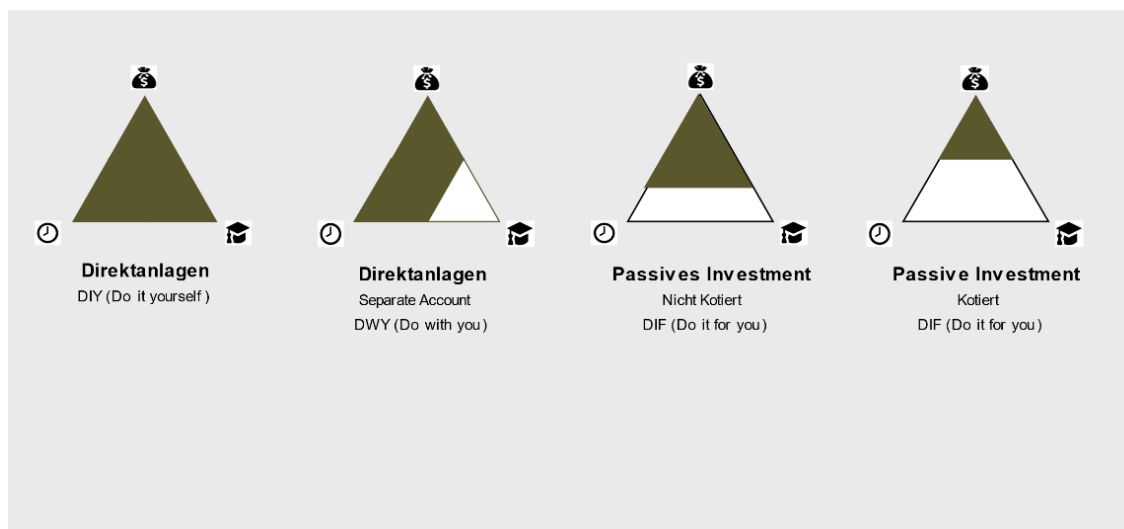 Direktanlagen
DIY (Do it yourself)
Direktanlagen
Separate Account
DWY (Do with you)
Passives Investment
Nicht Kotiert
DIF (Do it for you)
Passive Investment
Kotiert
DIF (Do it for you)